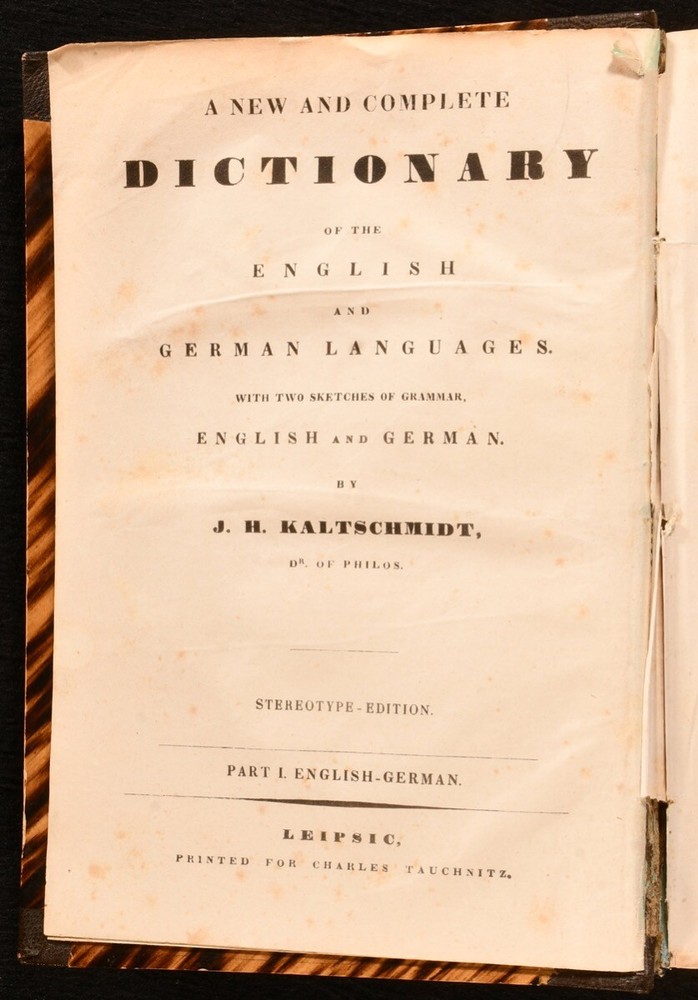 A NEW AND COMPLETE
DICTIONARY
OF THE
ENGLISH
AND
GERMAN LANGUAGES.
WITH TWO SKETCHES OF GRAMMAR,
ENGLISH AND GERMAN.
BY
J. H. KALTSCHMIDT,
DR. OF PHILOS.
STEREOTYPE-EDITION.
PART I. ENGLISH-GERMAN.
LEIPSIC,
PRINTED FOR CHARLES TAUCHNITZ.